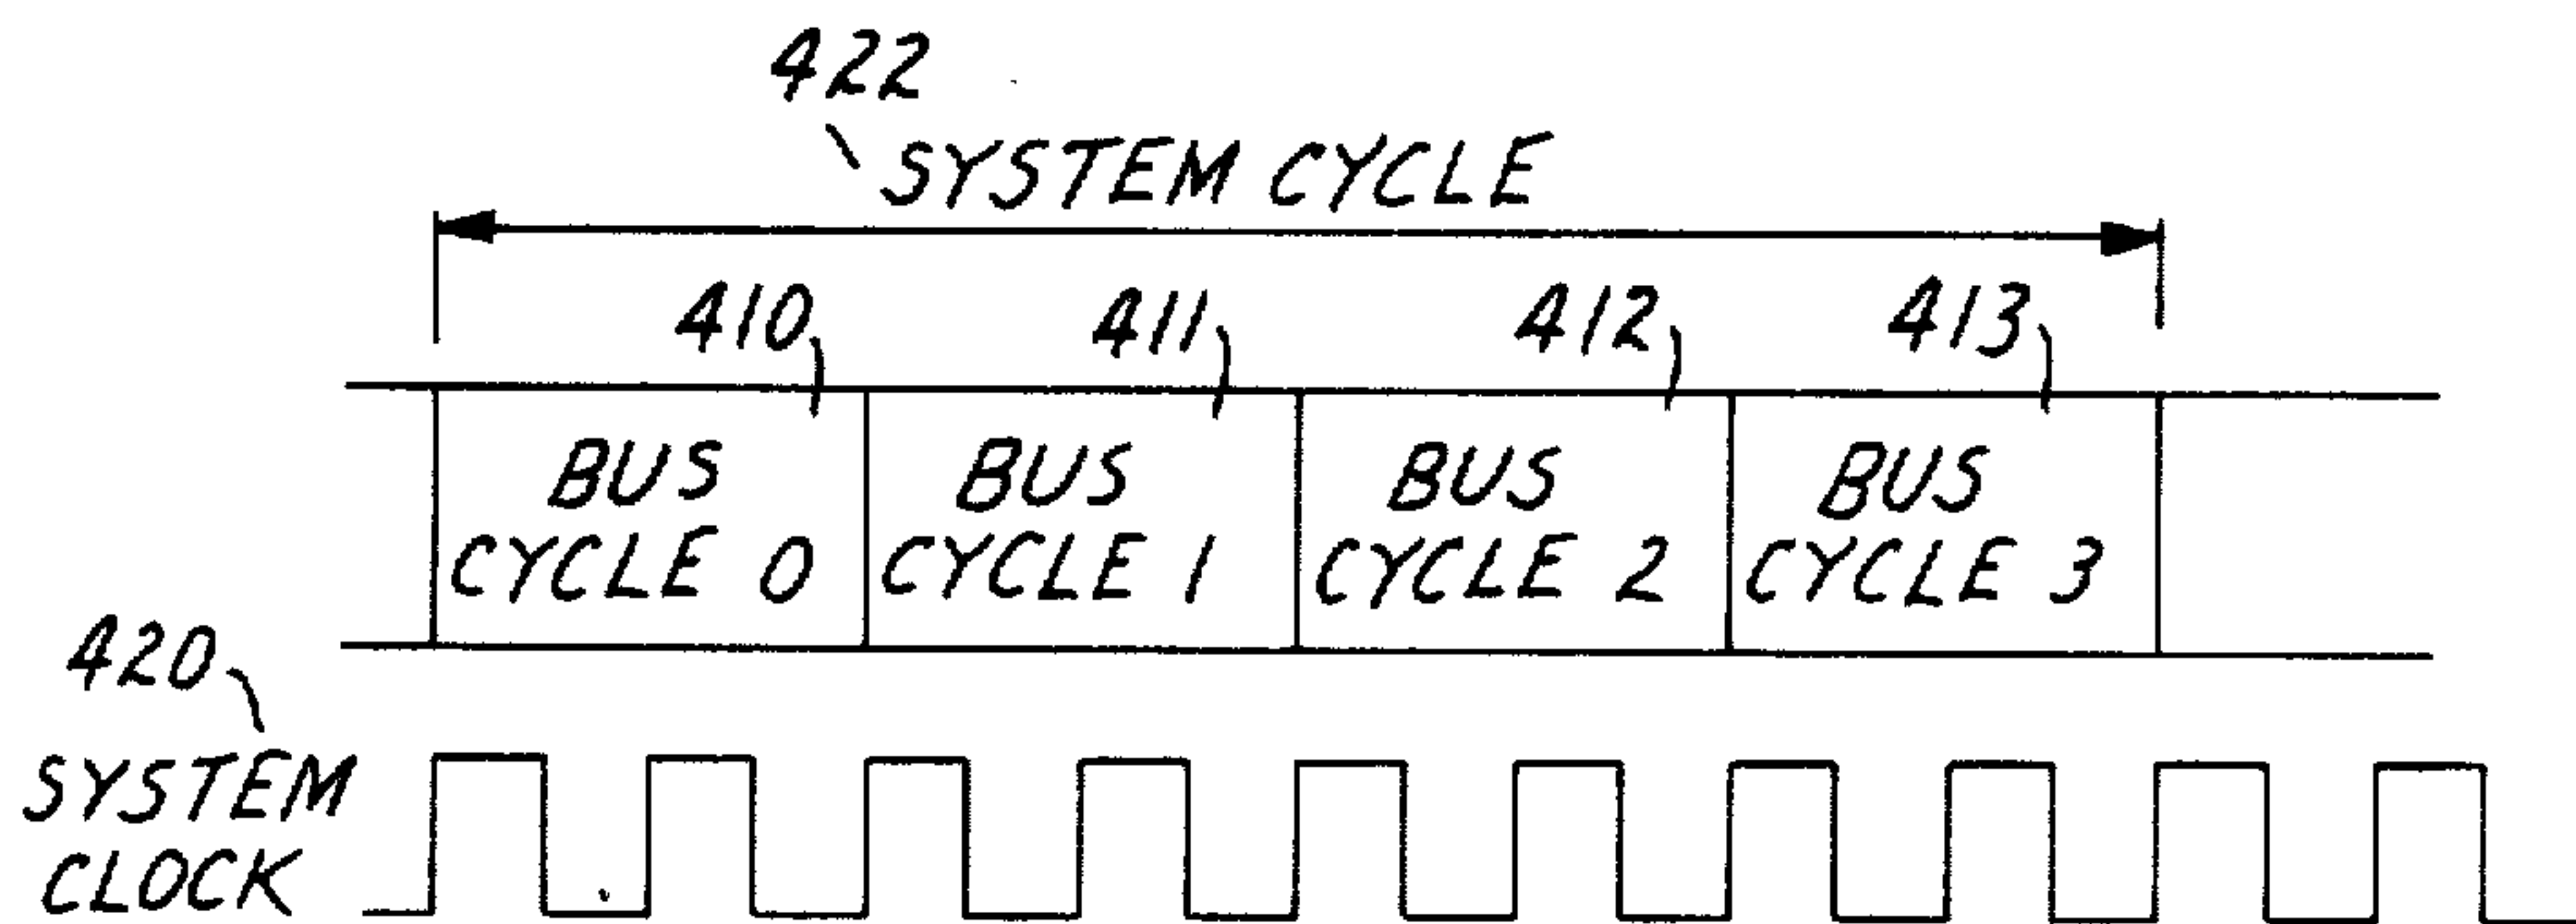 422
SYSTEM CYCLE
410 411 412 413
BUS CYCLE 0
BUS CYCLE 1
BUS CYCLE 2
BUS CYCLE 3
420
SYSTEM
CLOCK